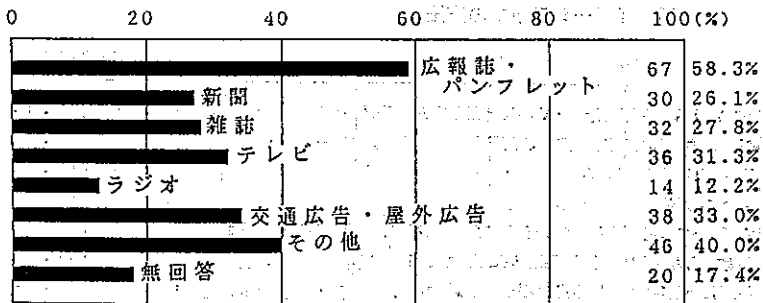 0 20 40 60 80 100(%)
広報誌・パンフレット 67 58.3%
新聞 30 26.1%
雑誌 32 27.8%
テレビ 36 31.3%
ラジオ 14 12.2%
交通広告・屋外広告 38 33.0%
その他 46 40.0%
無回答 20 17.4%